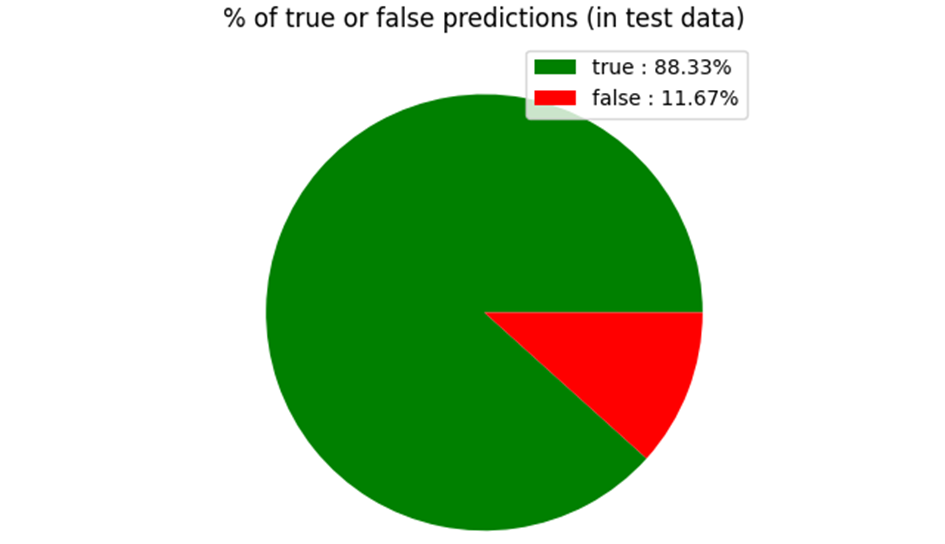 % of true or false predictions (in test data)
true : 88.33%
false : 11.67%